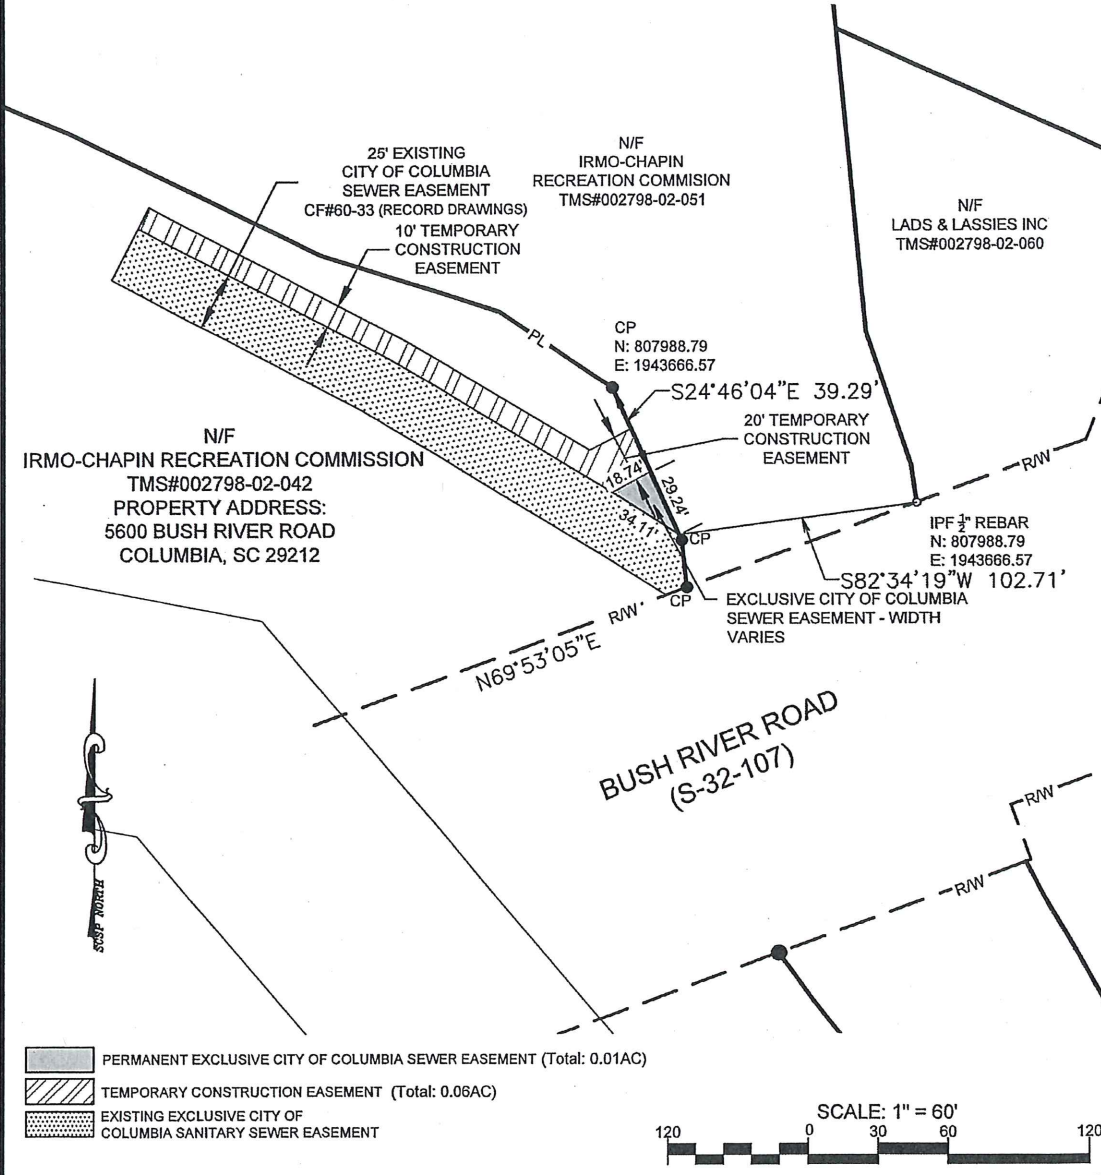 25' EXISTING
CITY OF COLUMBIA
SEWER EASEMENT
CF#60-33 (RECORD DRAWINGS)
10' TEMPORARY
CONSTRUCTION
EASEMENT
N/F
IRMO-CHAPIN
RECREATION COMMISION
TMS#002798-02-051
N/F
LADS & LASSIES INC
TMS#002798-02-060
PL
CP
N: 807988.79
E: 1943666.57
S24°46'04"E 39.29'
20' TEMPORARY
CONSTRUCTION
EASEMENT
18.74'
29.24'
34.11'
N/F
IRMO-CHAPIN RECREATION COMMISSION
TMS#002798-02-042
PROPERTY ADDRESS:
5600 BUSH RIVER ROAD
COLUMBIA, SC 29212
R/W
IPF ½" REBAR
N: 807988.79
E: 1943666.57
CP
S82°34'19"W 102.71'
CP
EXCLUSIVE CITY OF COLUMBIA
SEWER EASEMENT - WIDTH
VARIES
R/W
N69°53'05"E
BUSH RIVER ROAD
(S-32-107)
R/W
R/W
SCSP NORTH
PERMANENT EXCLUSIVE CITY OF COLUMBIA SEWER EASEMENT (Total: 0.01AC)
TEMPORARY CONSTRUCTION EASEMENT (Total: 0.06AC)
EXISTING EXCLUSIVE CITY OF
COLUMBIA SANITARY SEWER EASEMENT
SCALE: 1" = 60'
120 0 30 60 120